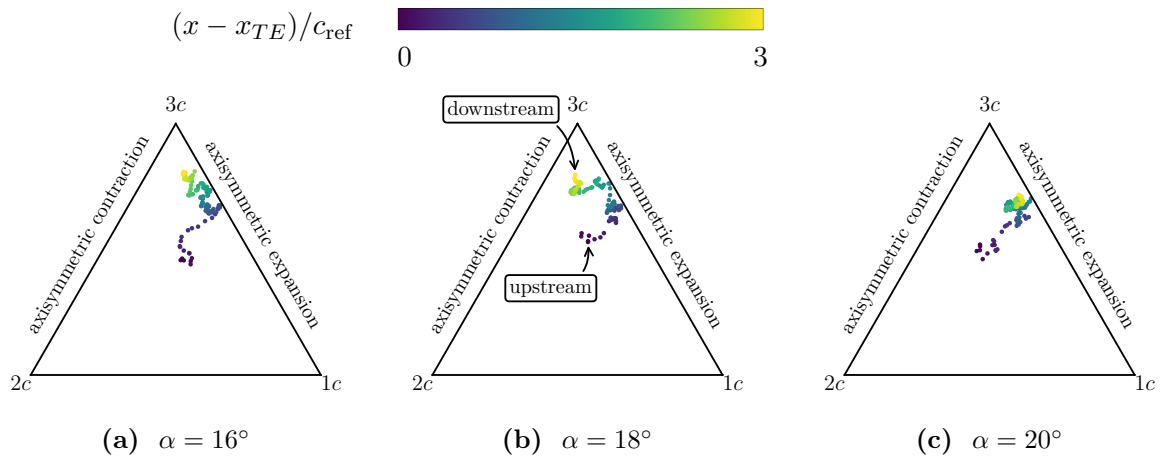 (x − x_{TE})/c_{ref}
0 3
3c
axisymmetric contraction
axisymmetric expansion
2c 1c
(a) α = 16°
downstream
3c
axisymmetric contraction
axisymmetric expansion
upstream
2c 1c
(b) α = 18°
3c
axisymmetric contraction
axisymmetric expansion
2c 1c
(c) α = 20°